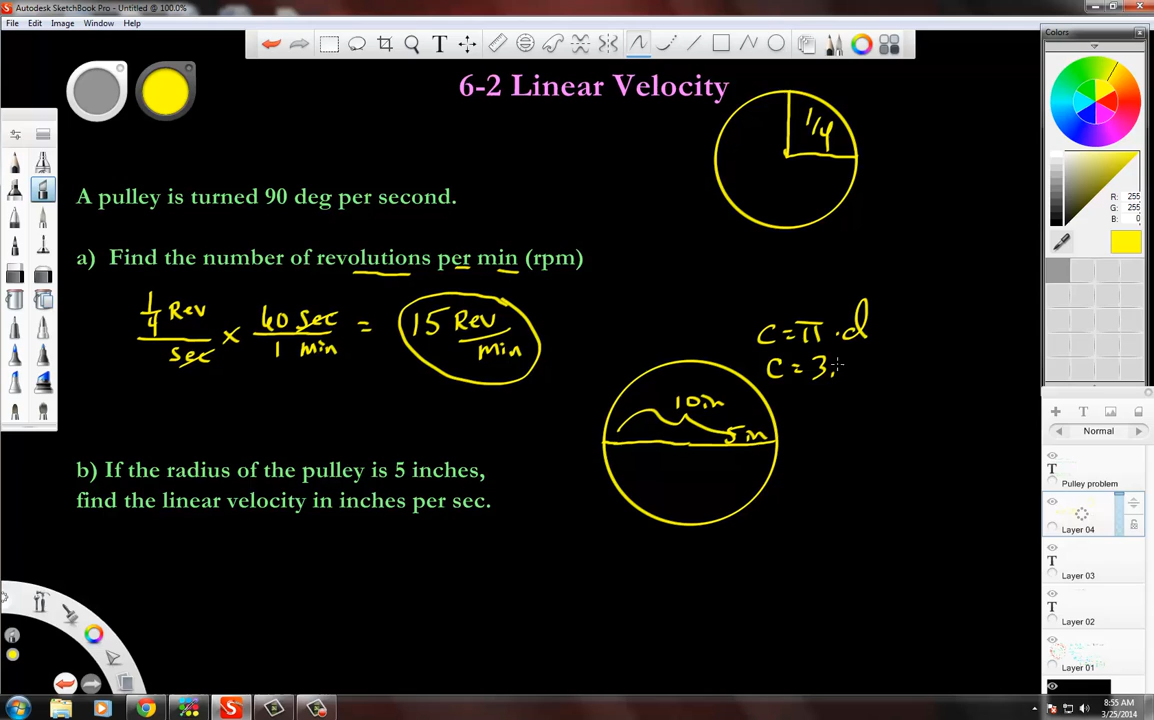 Autodesk SketchBook Pro - Untitled @ 100.0%
File Edit Image Window Help
T
Colors
6-2 Linear Velocity
1/4
A pulley is turned 90 deg per second.
R: 255
G: 255
B: 0
a) Find the number of revolutions per min (rpm)
1/4 Rev / sec × 60 sec / 1 min = 15 Rev / min
C = π · d
C = 3.
10in
5 in
b) If the radius of the pulley is 5 inches,
find the linear velocity in inches per sec.
T
Normal
T
Pulley problem
Layer 04
T
Layer 03
T
Layer 02
Layer 01
8:55 AM
3/25/2014